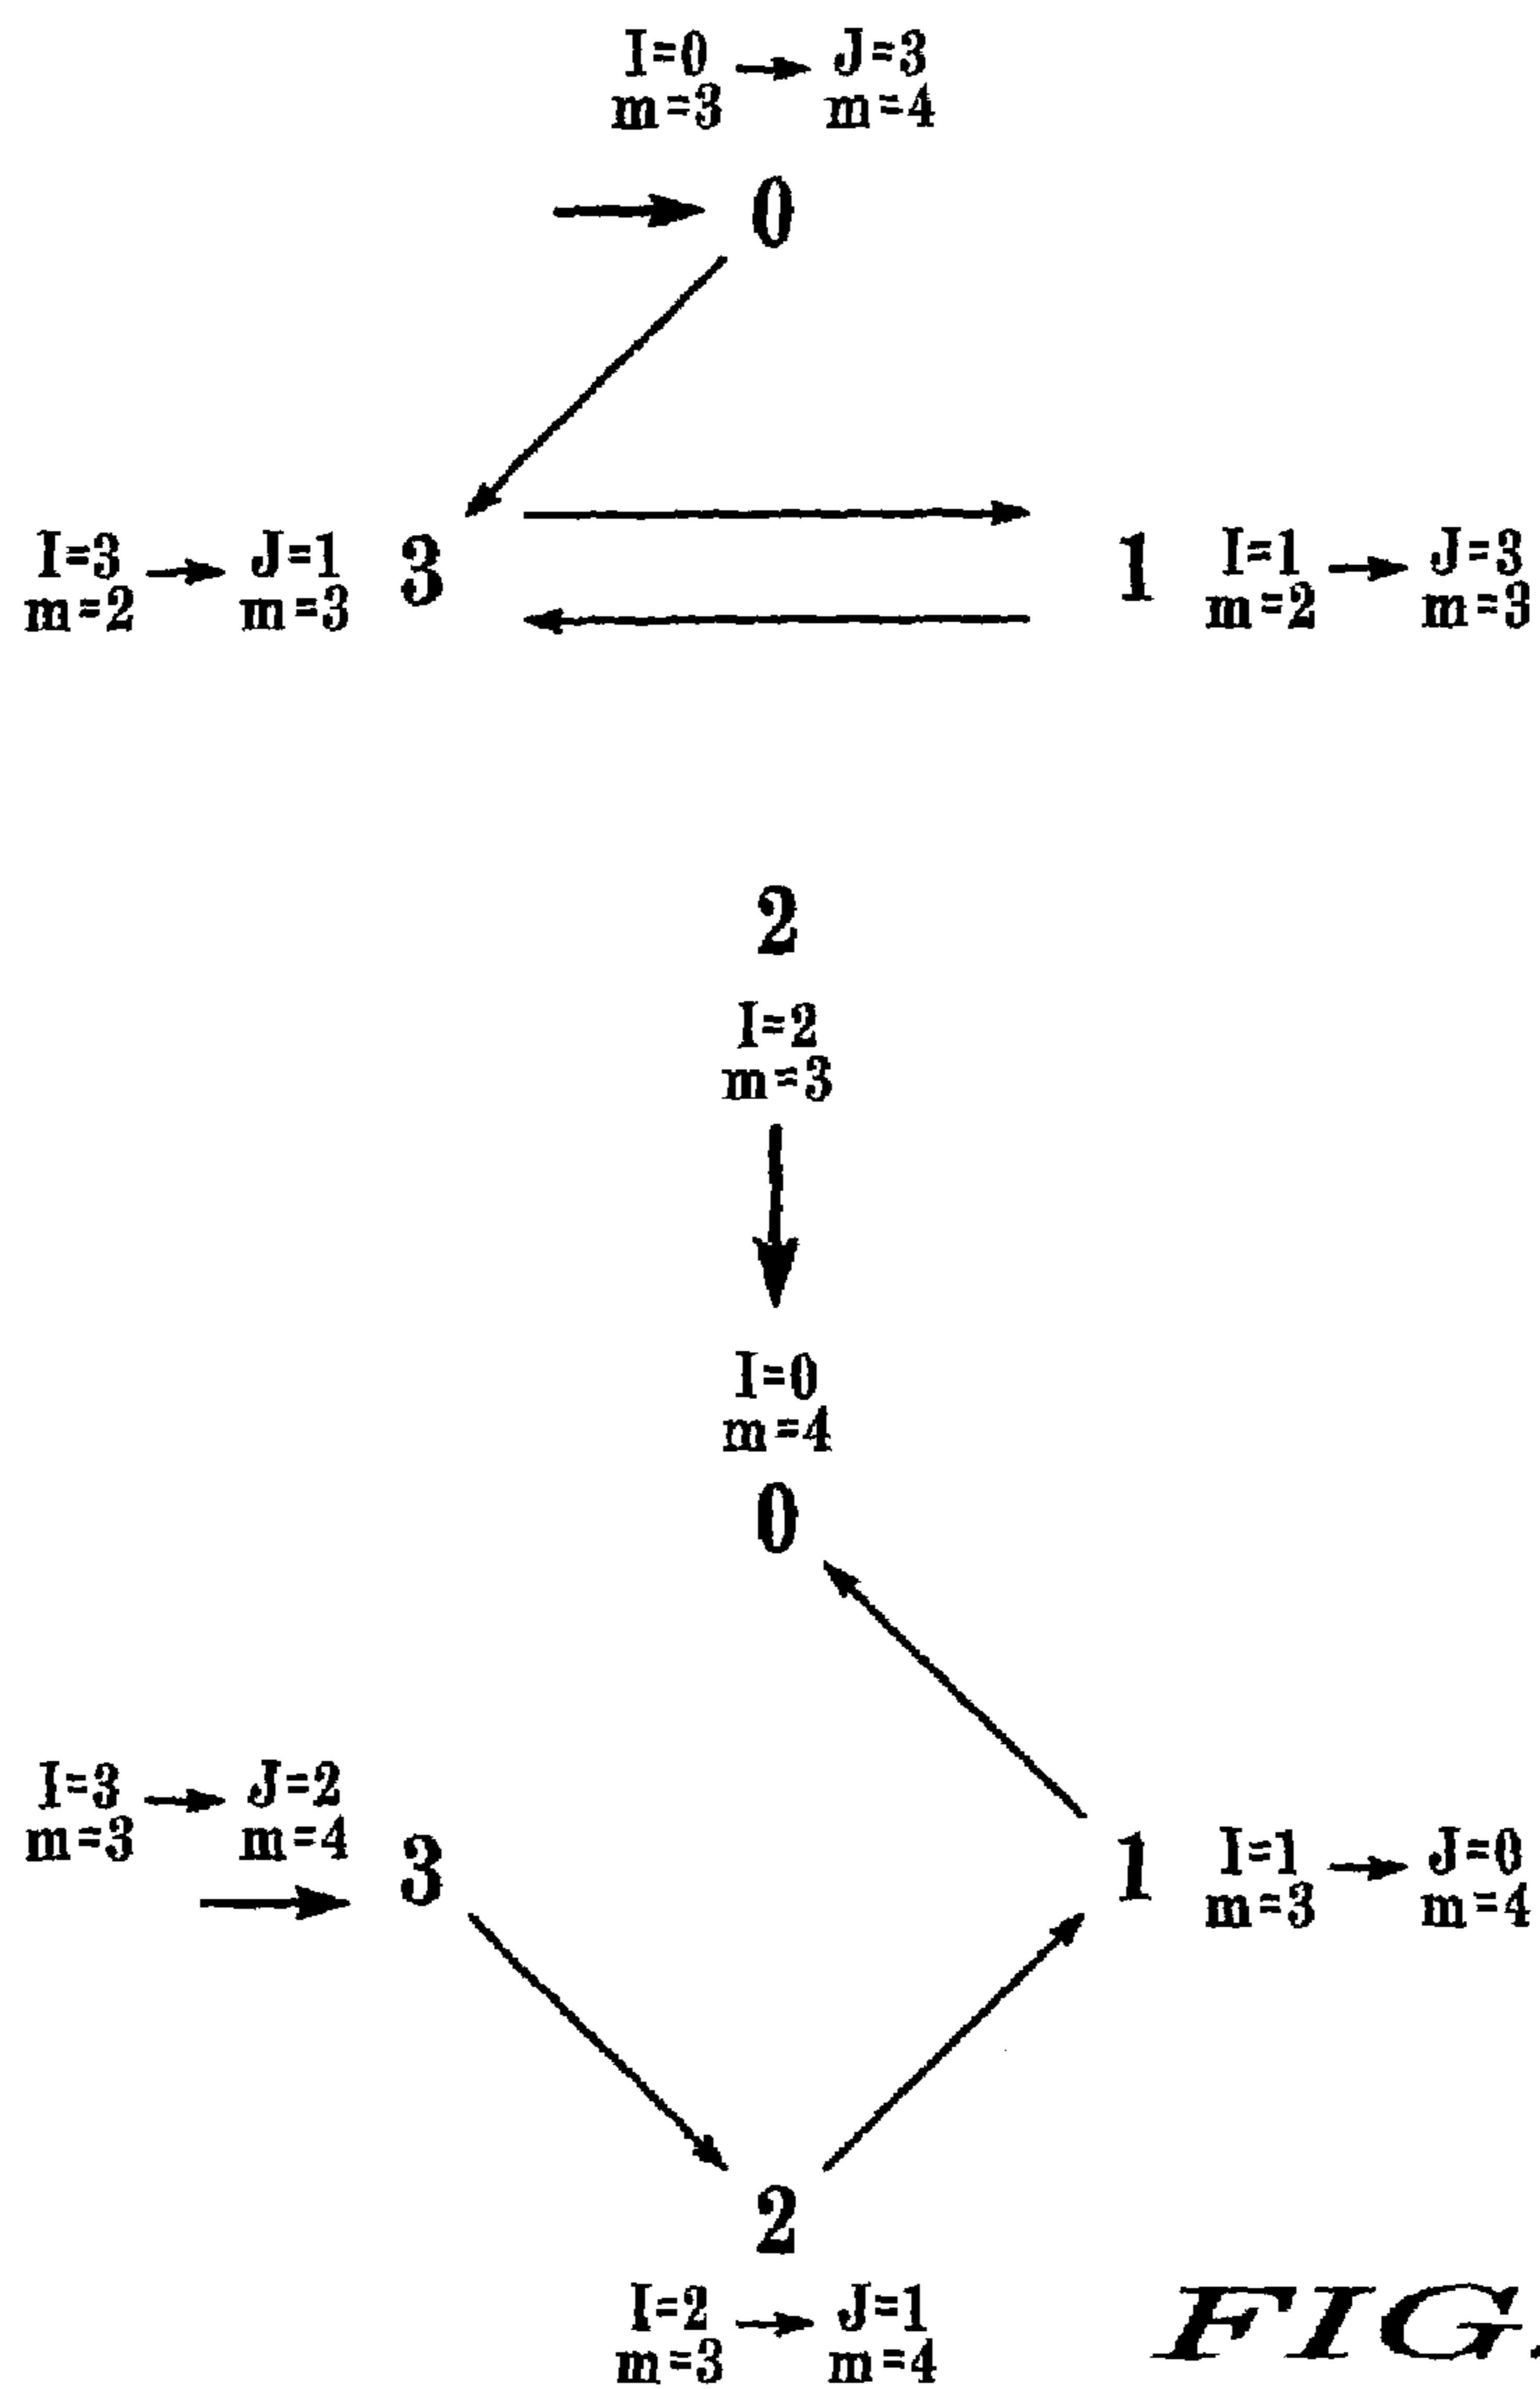 I=0 → J=3
m=3 m=4
0
I=3 → J=1 3 1 I=1 → J=3
m=2 m=3 m=2 m=3
2
I=2
m=3
I=0
m=4
0
I=3 → J=2
m=3 m=4
3 1 I=1 → J=0
m=3 m=4
2
I=2 → J=1
m=3 m=4
FIG.